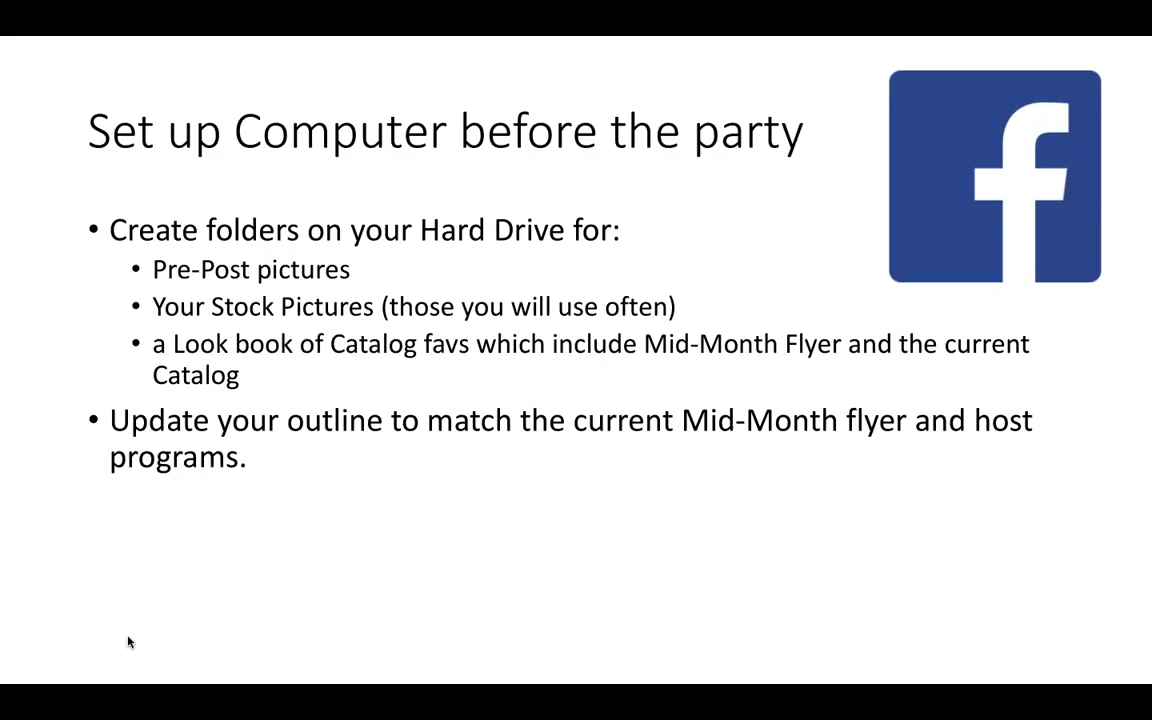 Set up Computer before the party
• Create folders on your Hard Drive for:
• Pre-Post pictures
• Your Stock Pictures (those you will use often)
• a Look book of Catalog favs which include Mid-Month Flyer and the current
Catalog
• Update your outline to match the current Mid-Month flyer and host
programs.
f